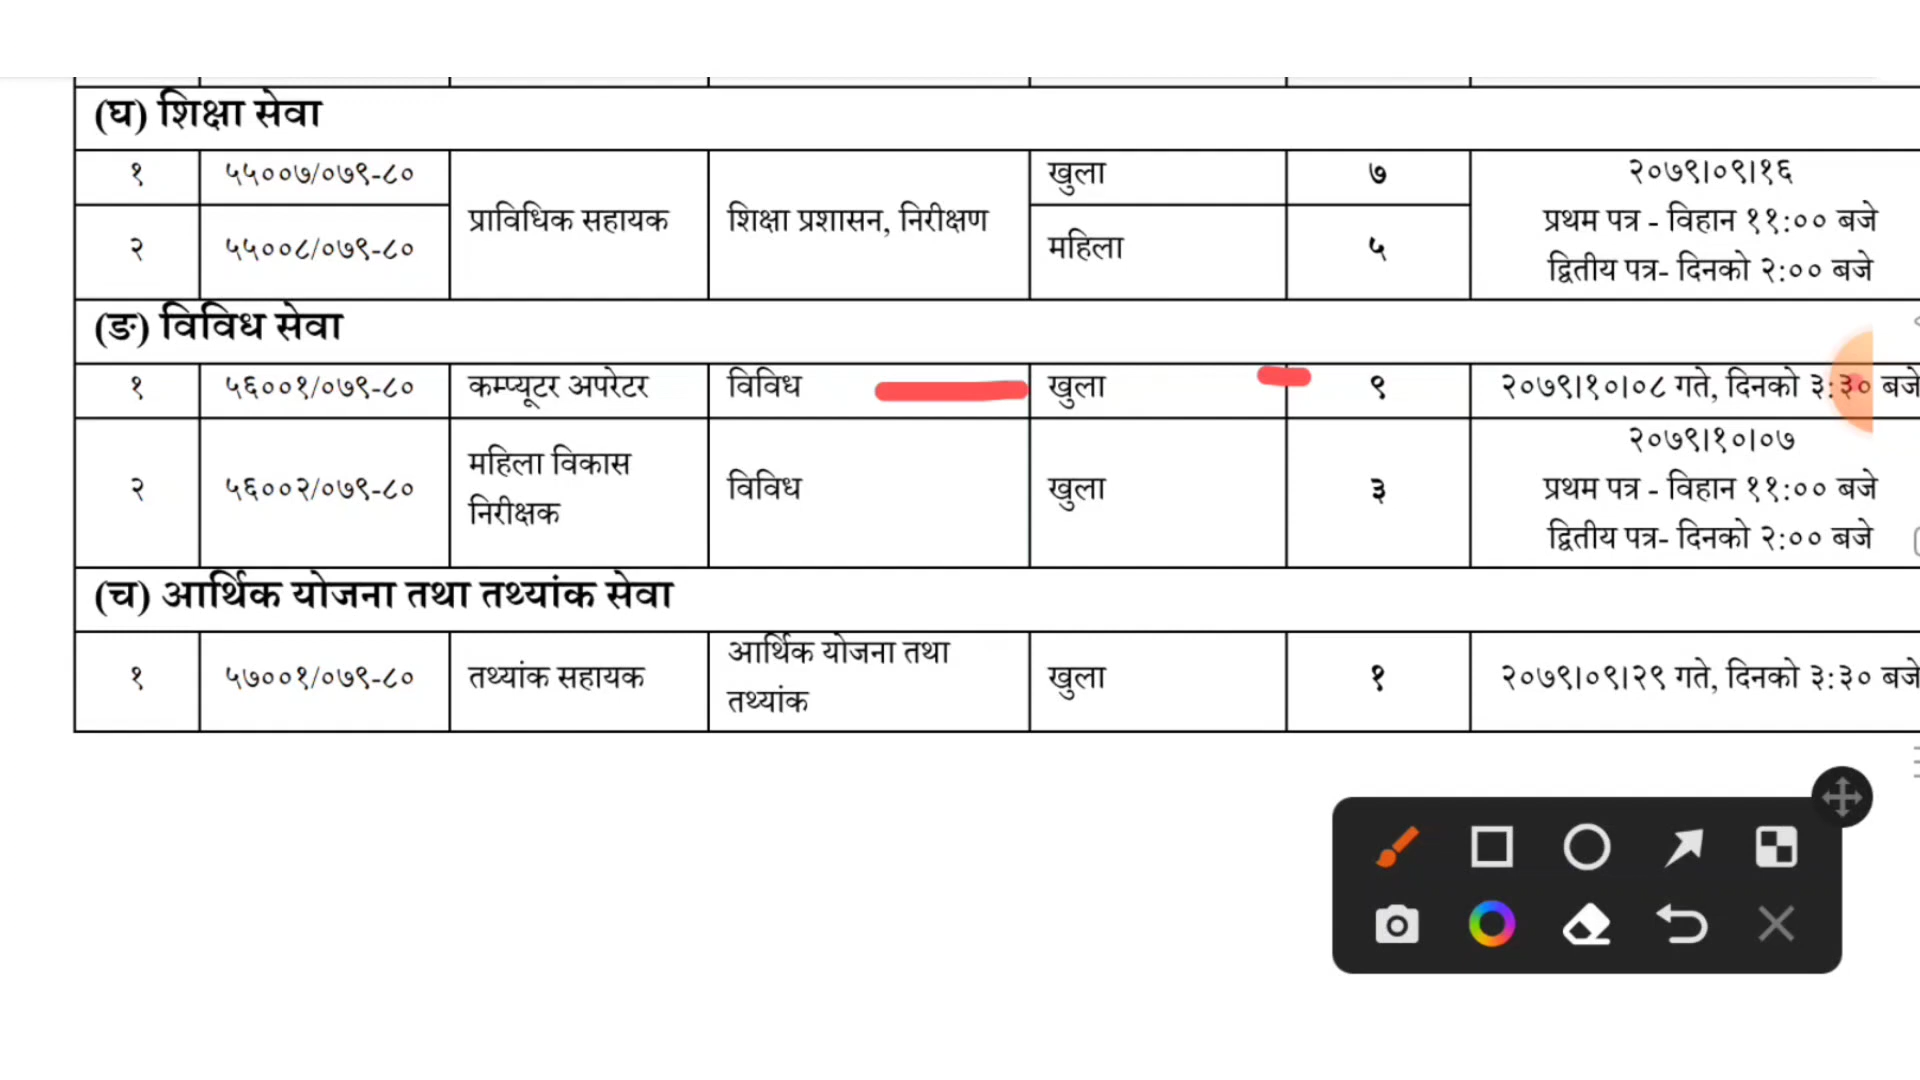 (घ) शिक्षा सेवा
१ ५५००७/०७९-८० प्राविधिक सहायक शिक्षा प्रशासन, निरीक्षण खुला ७ २०७९।०९।१६
प्रथम पत्र - विहान ११:०० बजे
द्वितीय पत्र- दिनको २:०० बजे
२ ५५००८/०७९-८० महिला ५
(ङ) विविध सेवा
१ ५६००१/०७९-८० कम्प्यूटर अपरेटर विविध खुला ९ २०७९।१०।०८ गते, दिनको ३:३० बजे
२ ५६००२/०७९-८० महिला विकास
निरीक्षक विविध खुला ३ २०७९।१०।०७
प्रथम पत्र - विहान ११:०० बजे
द्वितीय पत्र- दिनको २:०० बजे
(च) आर्थिक योजना तथा तथ्यांक सेवा
१ ५७००१/०७९-८० तथ्यांक सहायक आर्थिक योजना तथा
तथ्यांक खुला १ २०७९।०९।२९ गते, दिनको ३:३० बजे